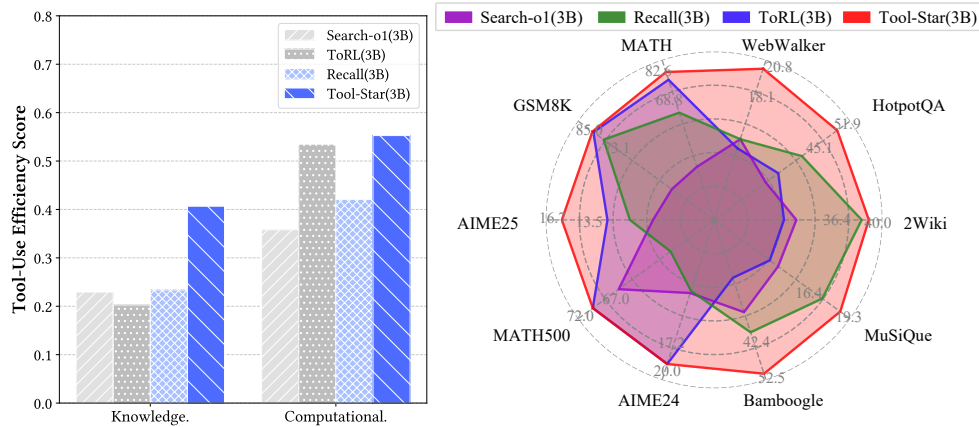 Tool-Use Efficiency Score
0.8
0.7
0.6
0.5
0.4
0.3
0.2
0.1
0.0
Search-o1(3B)
ToRL(3B)
Recall(3B)
Tool-Star(3B)
Knowledge.
Computational.
Search-o1(3B)
Recall(3B)
ToRL(3B)
Tool-Star(3B)
MATH
WebWalker
82.6
20.8
68.8
18.1
GSM8K
HotpotQA
51.9
45.1
AIME25
13.5
36.4
40.0
2Wiki
67.0
16.4
72.0
19.3
MATH500
MuSiQue
17.2
42.4
20.0
52.5
AIME24
Bamboogle